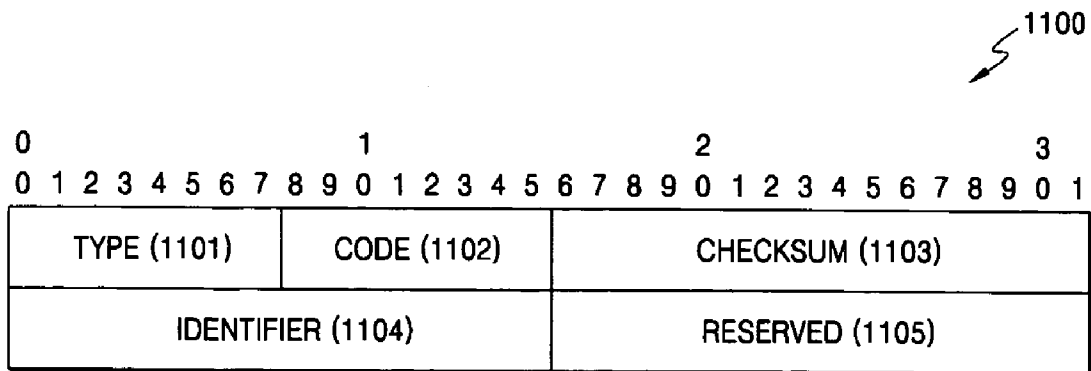 1100
0 1 2 3
0 1 2 3 4 5 6 7 8 9 0 1 2 3 4 5 6 7 8 9 0 1 2 3 4 5 6 7 8 9 0 1
TYPE (1101) CODE (1102) CHECKSUM (1103)
IDENTIFIER (1104) RESERVED (1105)